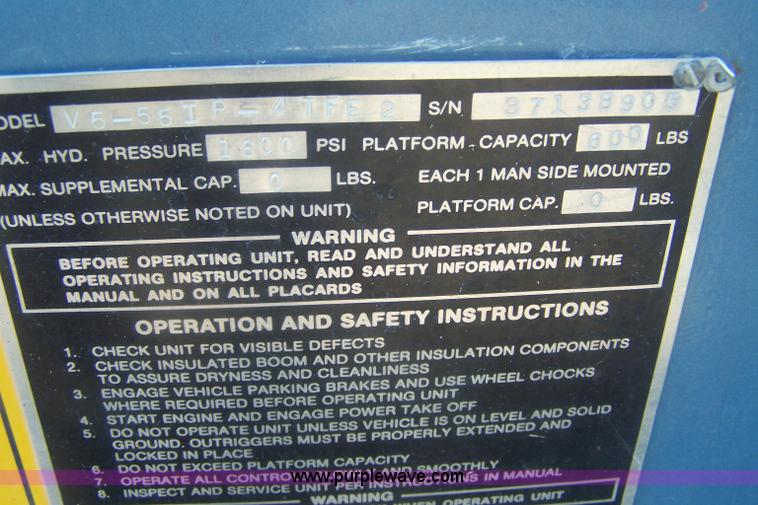 ODEL V5-55IP-4TFE2 S/N 37138905
AX. HYD. PRESSURE 1600 PSI PLATFORM CAPACITY 600 LBS
MAX. SUPPLEMENTAL CAP. 0 LBS. EACH 1 MAN SIDE MOUNTED
(UNLESS OTHERWISE NOTED ON UNIT) PLATFORM CAP. 0 LBS.
WARNING
BEFORE OPERATING UNIT, READ AND UNDERSTAND ALL
OPERATING INSTRUCTIONS AND SAFETY INFORMATION IN THE
MANUAL AND ON ALL PLACARDS
OPERATION AND SAFETY INSTRUCTIONS
1. CHECK UNIT FOR VISIBLE DEFECTS
2. CHECK INSULATED BOOM AND OTHER INSULATION COMPONENTS
TO ASSURE DRYNESS AND CLEANLINESS
3. ENGAGE VEHICLE PARKING BRAKES AND USE WHEEL CHOCKS
WHERE REQUIRED BEFORE OPERATING UNIT
4. START ENGINE AND ENGAGE POWER TAKE OFF
5. DO NOT OPERATE UNIT UNLESS VEHICLE IS ON LEVEL AND SOLID
GROUND. OUTRIGGERS MUST BE PROPERLY EXTENDED AND
LOCKED IN PLACE
6. DO NOT EXCEED PLATFORM CAPACITY
7. OPERATE ALL CONTRO SMOOTHLY
www.purplewave.com
8. INSPECT AND SERVICE UNIT PER INSTRUCTIONS IN MANUAL
WARNING
WHEN OPERATING UNIT